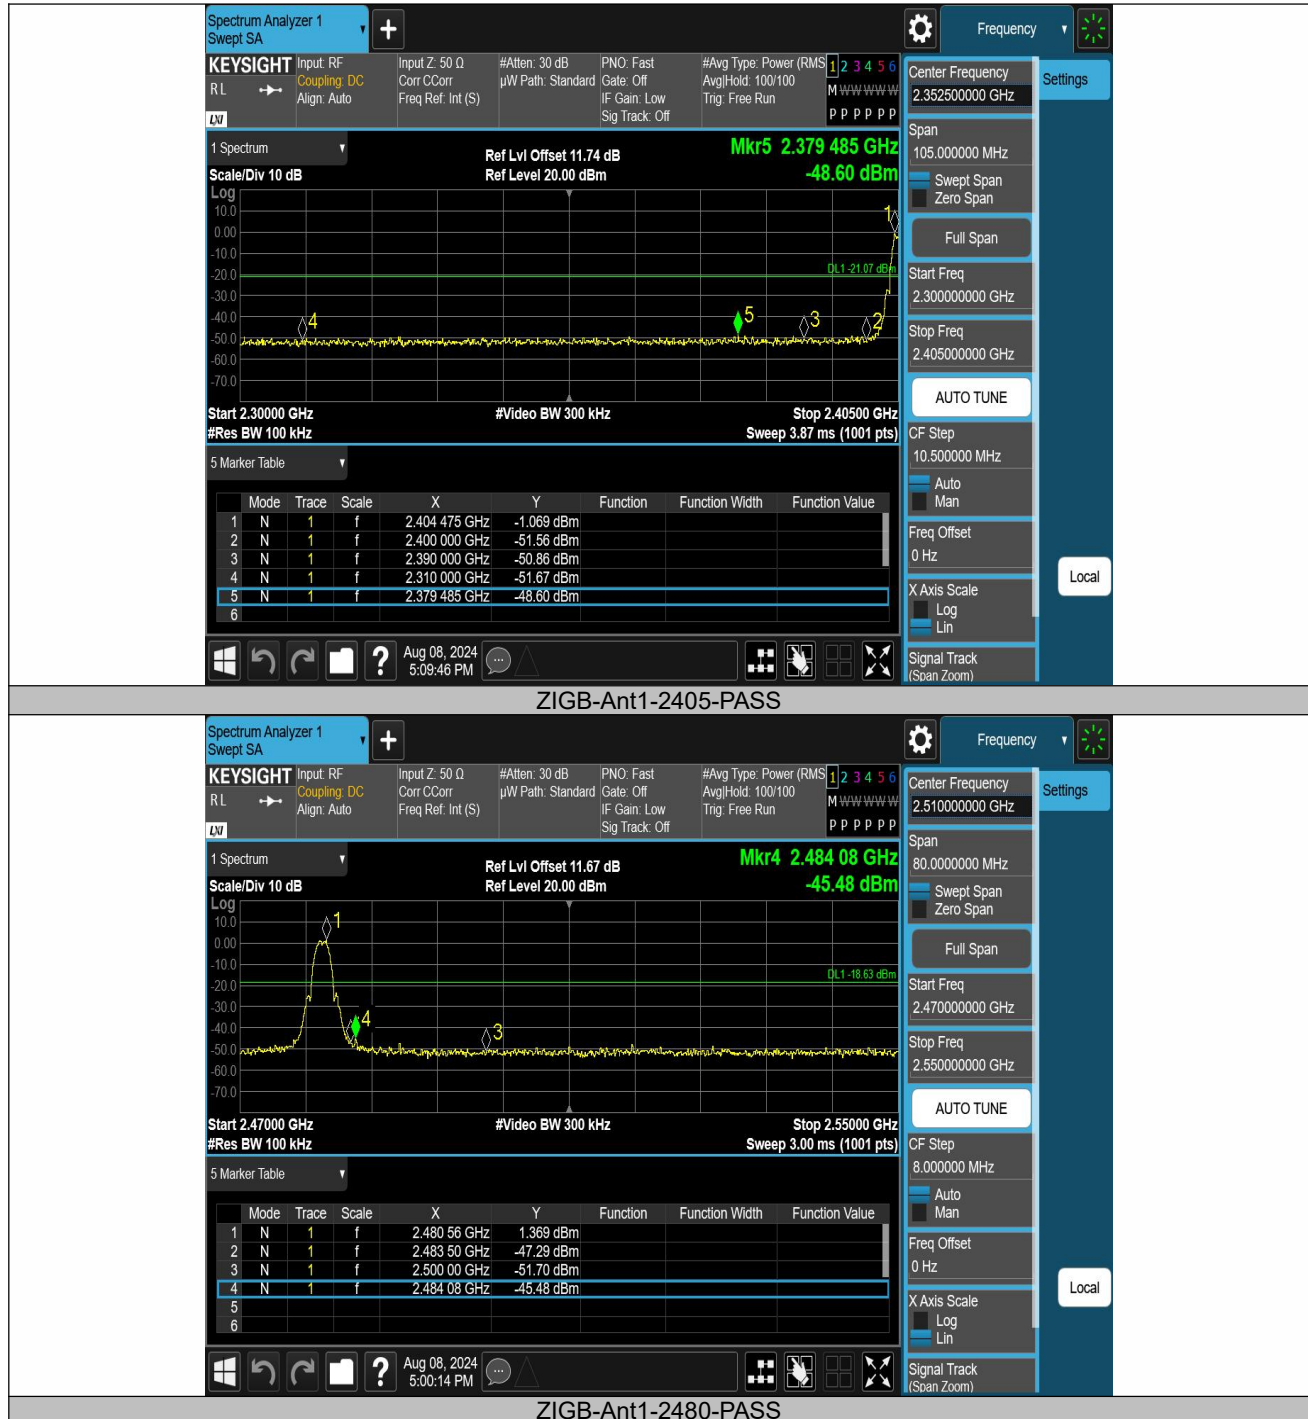 Spectrum Analyzer 1
Swept SA
Frequency
KEYSIGHT
RL
LXI
Input: RF
Coupling: DC
Align: Auto
Input Z: 50 Ω
Corr CCorr
Freq Ref: Int (S)
#Atten: 30 dB
µW Path: Standard
PNO: Fast
Gate: Off
IF Gain: Low
Sig Track: Off
#Avg Type: Power (RMS
Avg|Hold: 100/100
Trig: Free Run
1 2 3 4 5 6
M W W W W W
P P P P P P
1 Spectrum
Scale/Div 10 dB
Ref Lvl Offset 11.74 dB
Ref Level 20.00 dBm
Mkr5 2.379 485 GHz
-48.60 dBm
Log
10.0
0.00
-10.0
-20.0
-30.0
-40.0
-50.0
-60.0
-70.0
DL1 -21.07 dBm
1
4
5
3
2
Start 2.30000 GHz
#Res BW 100 kHz
#Video BW 300 kHz
Stop 2.40500 GHz
Sweep 3.87 ms (1001 pts)
5 Marker Table
Mode Trace Scale X Y Function Function Width Function Value
1 N 1 f 2.404 475 GHz -1.069 dBm
2 N 1 f 2.400 000 GHz -51.56 dBm
3 N 1 f 2.390 000 GHz -50.86 dBm
4 N 1 f 2.310 000 GHz -51.67 dBm
5 N 1 f 2.379 485 GHz -48.60 dBm
6
Aug 08, 2024
5:09:46 PM
Center Frequency
2.352500000 GHz
Settings
Span
105.000000 MHz
Swept Span
Zero Span
Full Span
Start Freq
2.300000000 GHz
Stop Freq
2.405000000 GHz
AUTO TUNE
CF Step
10.500000 MHz
Auto
Man
Freq Offset
0 Hz
Local
X Axis Scale
Log
Lin
Signal Track
(Span Zoom)
ZIGB-Ant1-2405-PASS
Spectrum Analyzer 1
Swept SA
Frequency
KEYSIGHT
RL
LXI
Input: RF
Coupling: DC
Align: Auto
Input Z: 50 Ω
Corr CCorr
Freq Ref: Int (S)
#Atten: 30 dB
µW Path: Standard
PNO: Fast
Gate: Off
IF Gain: Low
Sig Track: Off
#Avg Type: Power (RMS
Avg|Hold: 100/100
Trig: Free Run
1 2 3 4 5 6
M W W W W W
P P P P P P
1 Spectrum
Scale/Div 10 dB
Ref Lvl Offset 11.67 dB
Ref Level 20.00 dBm
Mkr4 2.484 08 GHz
-45.48 dBm
Log
10.0
0.00
-10.0
-20.0
-30.0
-40.0
-50.0
-60.0
-70.0
DL1 -18.63 dBm
1
4
3
Start 2.47000 GHz
#Res BW 100 kHz
#Video BW 300 kHz
Stop 2.55000 GHz
Sweep 3.00 ms (1001 pts)
5 Marker Table
Mode Trace Scale X Y Function Function Width Function Value
1 N 1 f 2.480 56 GHz 1.369 dBm
2 N 1 f 2.483 50 GHz -47.29 dBm
3 N 1 f 2.500 00 GHz -51.70 dBm
4 N 1 f 2.484 08 GHz -45.48 dBm
5
6
Aug 08, 2024
5:00:14 PM
Center Frequency
2.510000000 GHz
Settings
Span
80.0000000 MHz
Swept Span
Zero Span
Full Span
Start Freq
2.470000000 GHz
Stop Freq
2.550000000 GHz
AUTO TUNE
CF Step
8.000000 MHz
Auto
Man
Freq Offset
0 Hz
Local
X Axis Scale
Log
Lin
Signal Track
(Span Zoom)
ZIGB-Ant1-2480-PASS